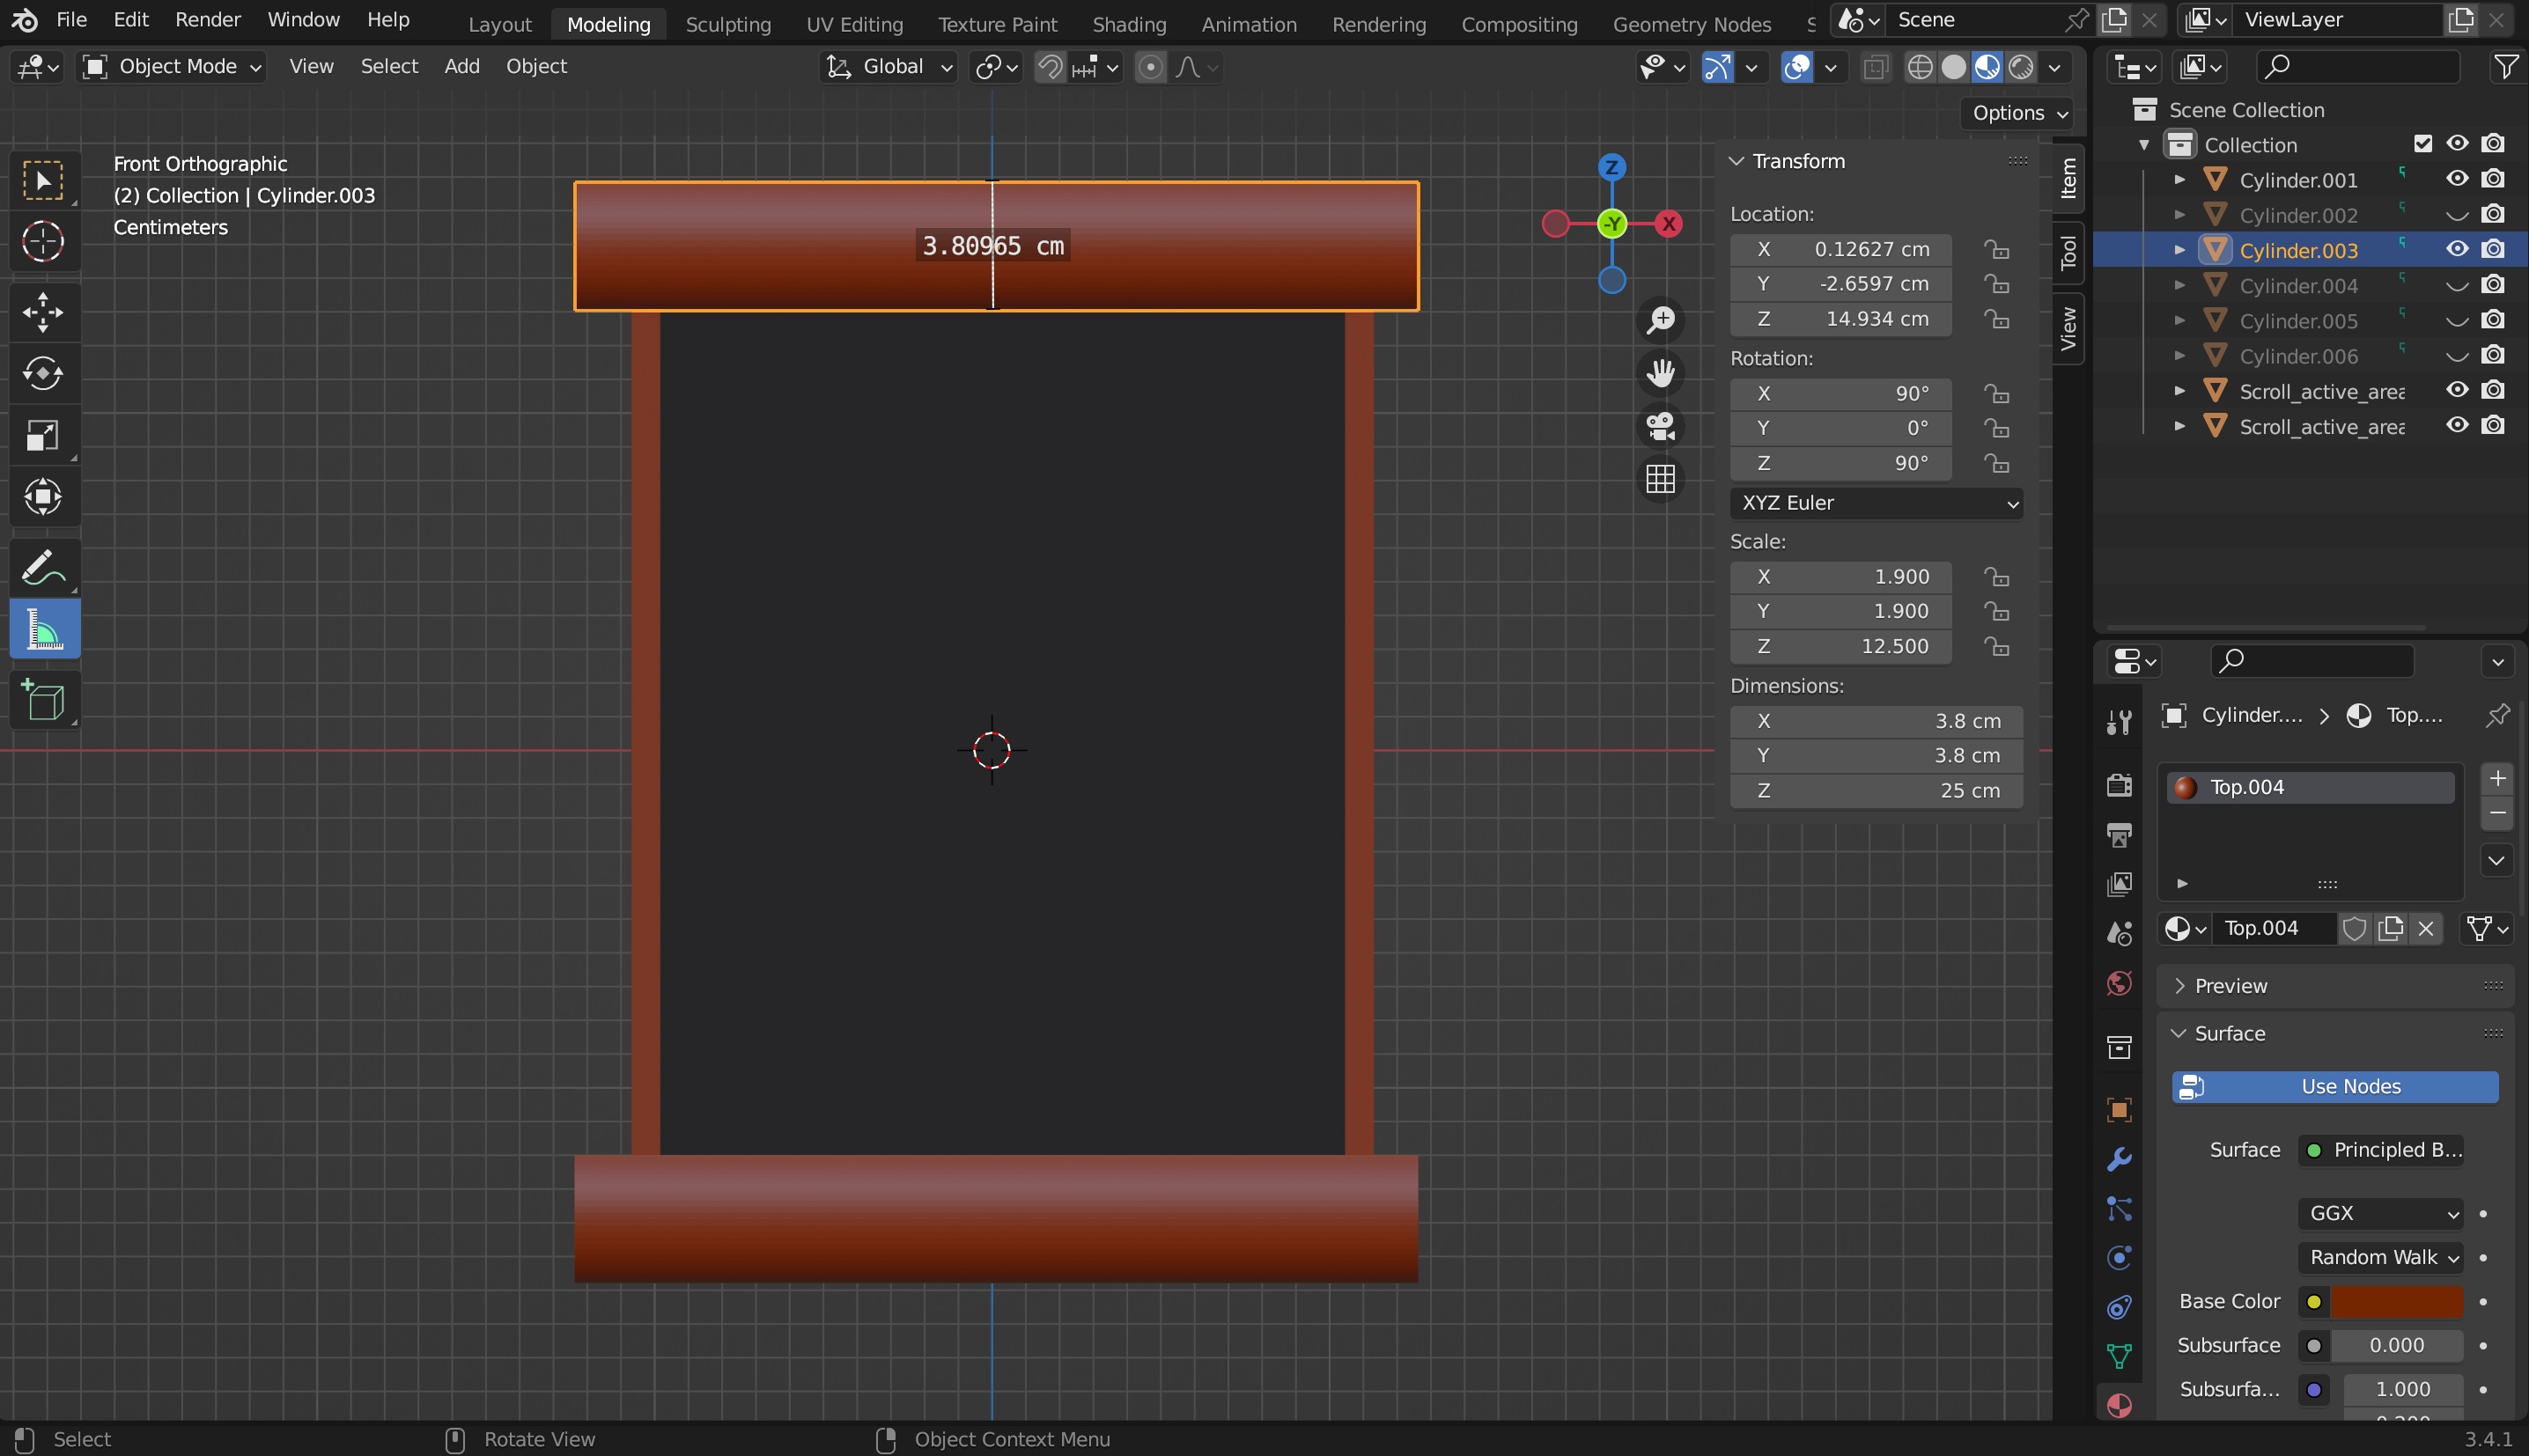 File Edit Render Window Help
Layout Modeling Sculpting UV Editing Texture Paint Shading Animation Rendering Compositing Geometry Nodes
Scene
ViewLayer
Object Mode View Select Add Object
Global
Options
Front Orthographic
(2) Collection | Cylinder.003
Centimeters
3.80965 cm
Z
-Y
X
Transform
Location:
X 0.12627 cm
Y -2.6597 cm
Z 14.934 cm
Rotation:
X 90°
Y 0°
Z 90°
XYZ Euler
Scale:
X 1.900
Y 1.900
Z 12.500
Dimensions:
X 3.8 cm
Y 3.8 cm
Z 25 cm
Item
Tool
View
Scene Collection
Collection
Cylinder.001
Cylinder.002
Cylinder.003
Cylinder.004
Cylinder.005
Cylinder.006
Scroll_active_area
Scroll_active_area
Cylinder.... Top....
Top.004
Top.004
Preview
Surface
Use Nodes
Surface Principled B...
GGX
Random Walk
Base Color
Subsurface 0.000
Subsurfa... 1.000
Select
Rotate View
Object Context Menu
3.4.1